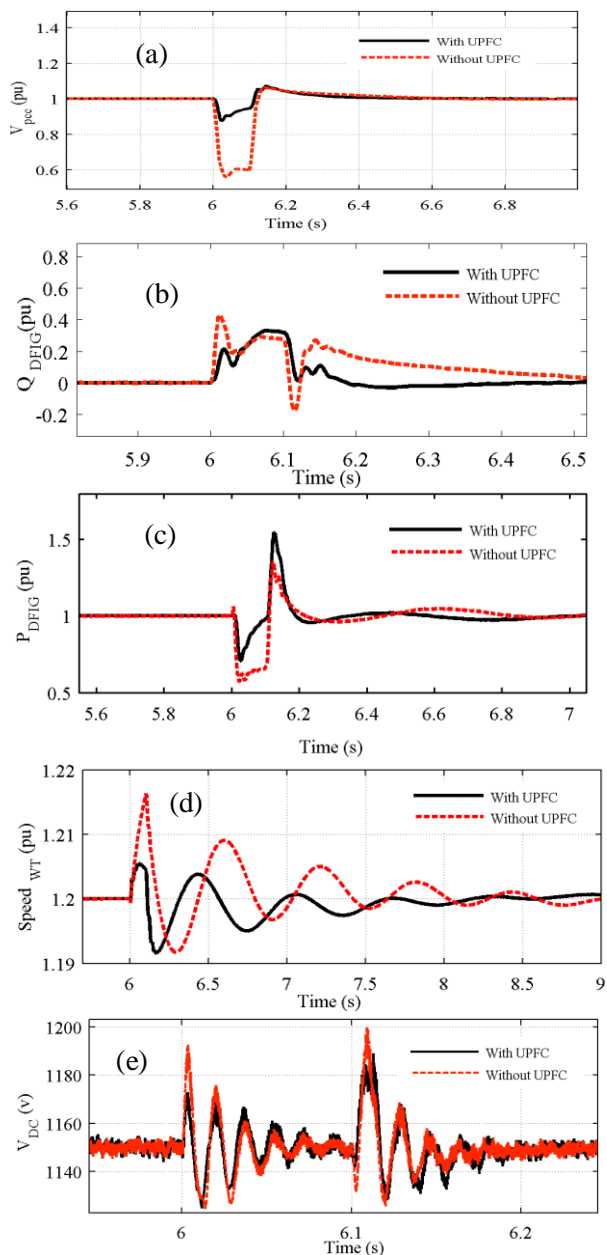 1.4
With UPFC
(a)
Without UPFC
1.2
1
0.8
0.6
V_pcc (pu)
5.6 5.8 6 6.2 6.4 6.6 6.8
Time (s)
0.8
With UPFC
0.6
(b)
Without UPFC
0.4
0.2
0
-0.2
Q_DFIG(pu)
5.9 6 6.1 6.2 6.3 6.4 6.5
Time (s)
With UPFC
1.5
(c)
Without UPFC
1
0.5
P_DFIG (pu)
5.6 5.8 6 6.2 6.4 6.6 6.8 7
Time (s)
1.22
With UPFC
(d)
Without UPFC
1.21
1.2
1.19
Speed_WT (pu)
6 6.5 7 7.5 8 8.5 9
Time (s)
1200
With UPFC
(e)
Without UPFC
1180
1160
1140
V_DC (v)
6 6.1 6.2
Time (s)